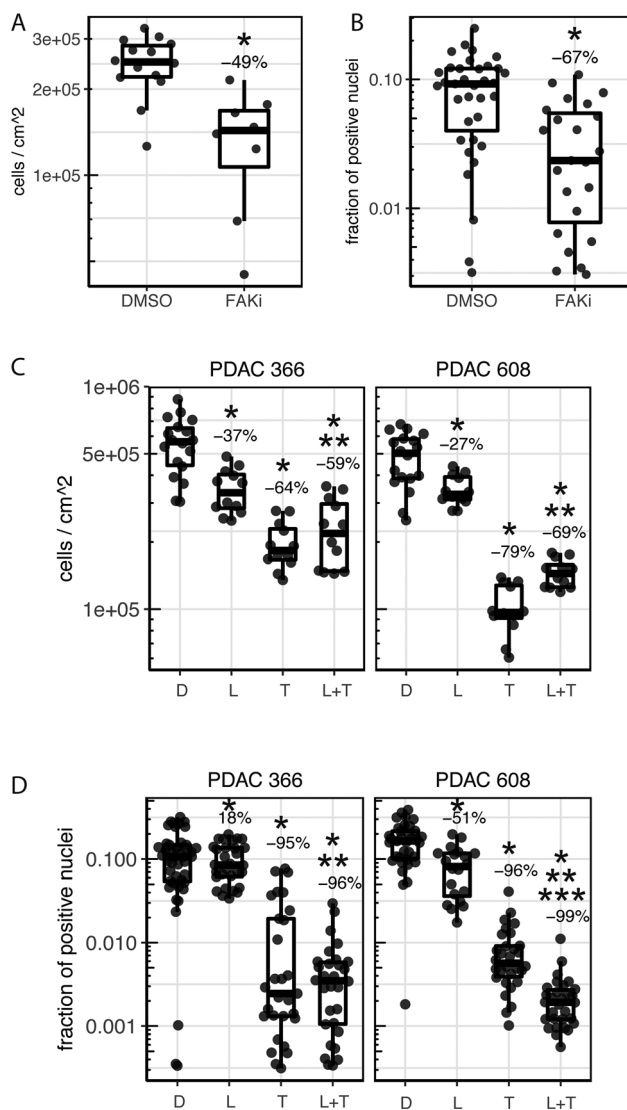 A
B
*
−49%
*
−67%
3e+05
2e+05
1e+05
cells / cm^2
DMSO
FAKi
0.10
0.01
fraction of positive nuclei
DMSO
FAKi
C
PDAC 366
PDAC 608
1e+06
5e+05
1e+05
cells / cm^2
*
−37%
*
−64%
*
**
−59%
*
−27%
*
−79%
*
**
−69%
D
L
T
L+T
D
L
T
L+T
D
PDAC 366
PDAC 608
0.100
0.010
0.001
fraction of positive nuclei
*
18%
*
−95%
*
**
−96%
*
−51%
*
−96%
*
**
***
−99%
D
L
T
L+T
D
L
T
L+T